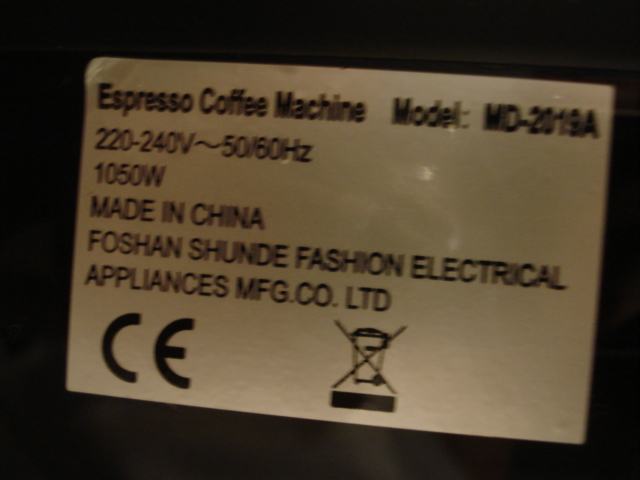 Espresso Coffee Machine Model: MD-2019A
220-240V~50/60Hz
1050W
MADE IN CHINA
FOSHAN SHUNDE FASHION ELECTRICAL
APPLIANCES MFG.CO. LTD
CE